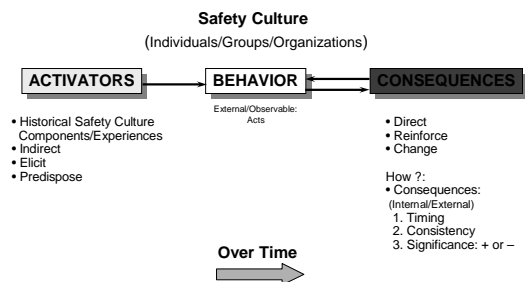 Safety Culture
(Individuals/Groups/Organizations)
ACTIVATORS
BEHAVIOR
CONSEQUENCES
External/Observable:
Acts
• Historical Safety Culture
Components/Experiences
• Indirect
• Elicit
• Predispose
• Direct
• Reinforce
• Change
How ?:
• Consequences:
(Internal/External)
1. Timing
2. Consistency
3. Significance: + or –
Over Time